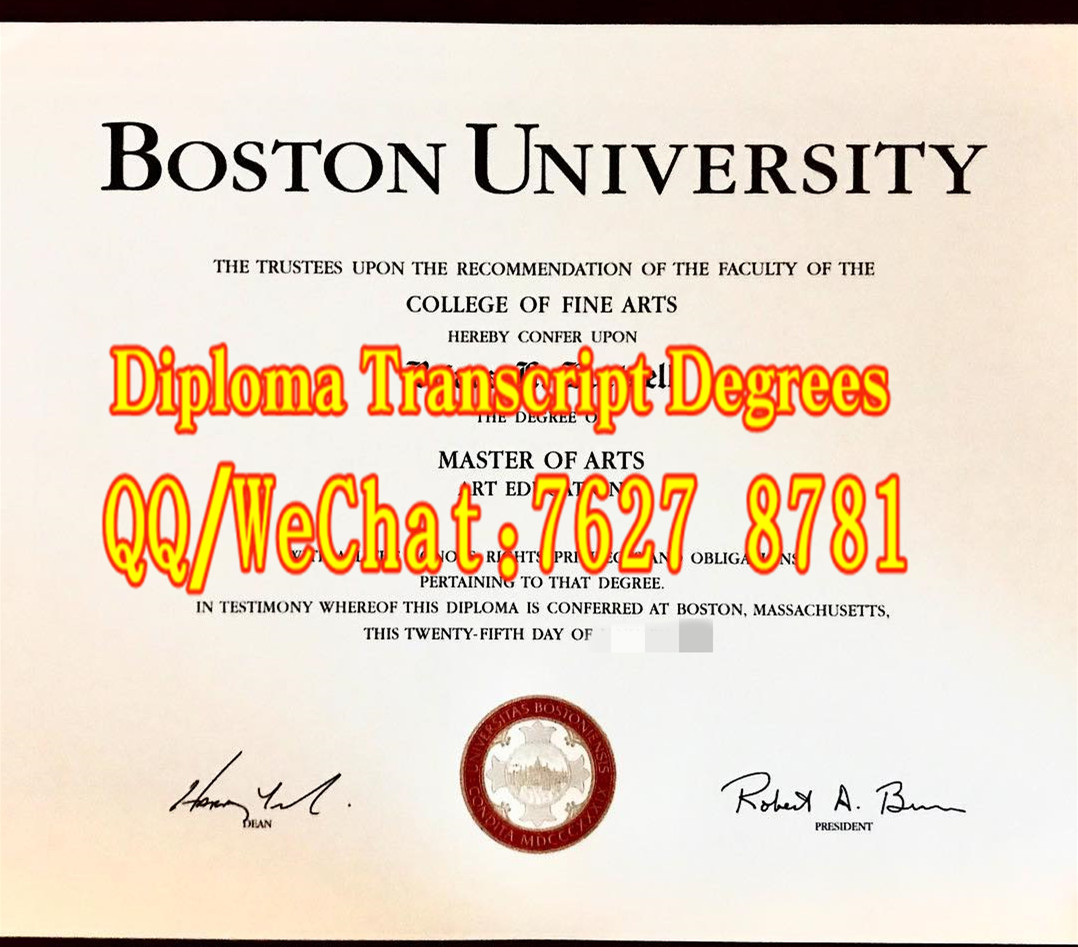 BOSTON UNIVERSITY
THE TRUSTEES UPON THE RECOMMENDATION OF THE FACULTY OF THE
COLLEGE OF FINE ARTS
HEREBY CONFER UPON
Diploma Transcript Degrees
THE DEGREE
MASTER OF ARTS
QQ/WeChat:7627 8781
PERTAINING TO THAT DEGREE.
IN TESTIMONY WHEREOF THIS DIPLOMA IS CONFERRED AT BOSTON, MASSACHUSETTS,
THIS TWENTY-FIFTH DAY OF
UNIVERSITAS BOSTONIENSIS
CONDITA MDCCCXXXIX
Robert A.
DEAN
PRESIDENT